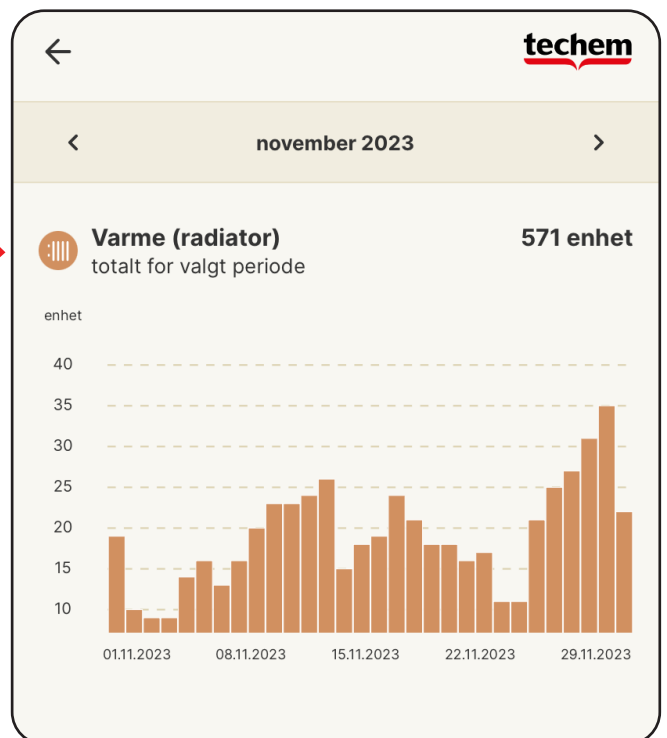 techem
november 2023
Varme (radiator)
571 enhet
totalt for valgt periode
enhet
40
35
30
25
20
15
10
01.11.2023 08.11.2023 15.11.2023 22.11.2023 29.11.2023